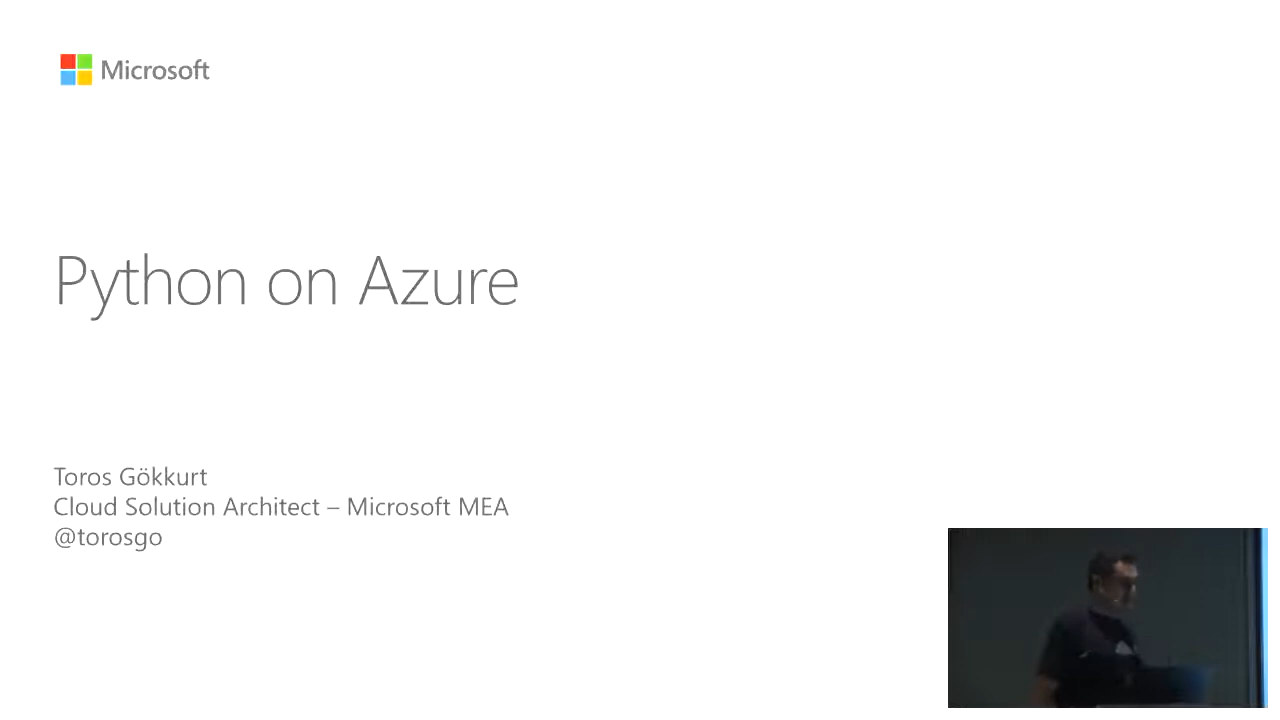 Microsoft
Python on Azure
Toros Gökkurt
Cloud Solution Architect – Microsoft MEA
@torosgo